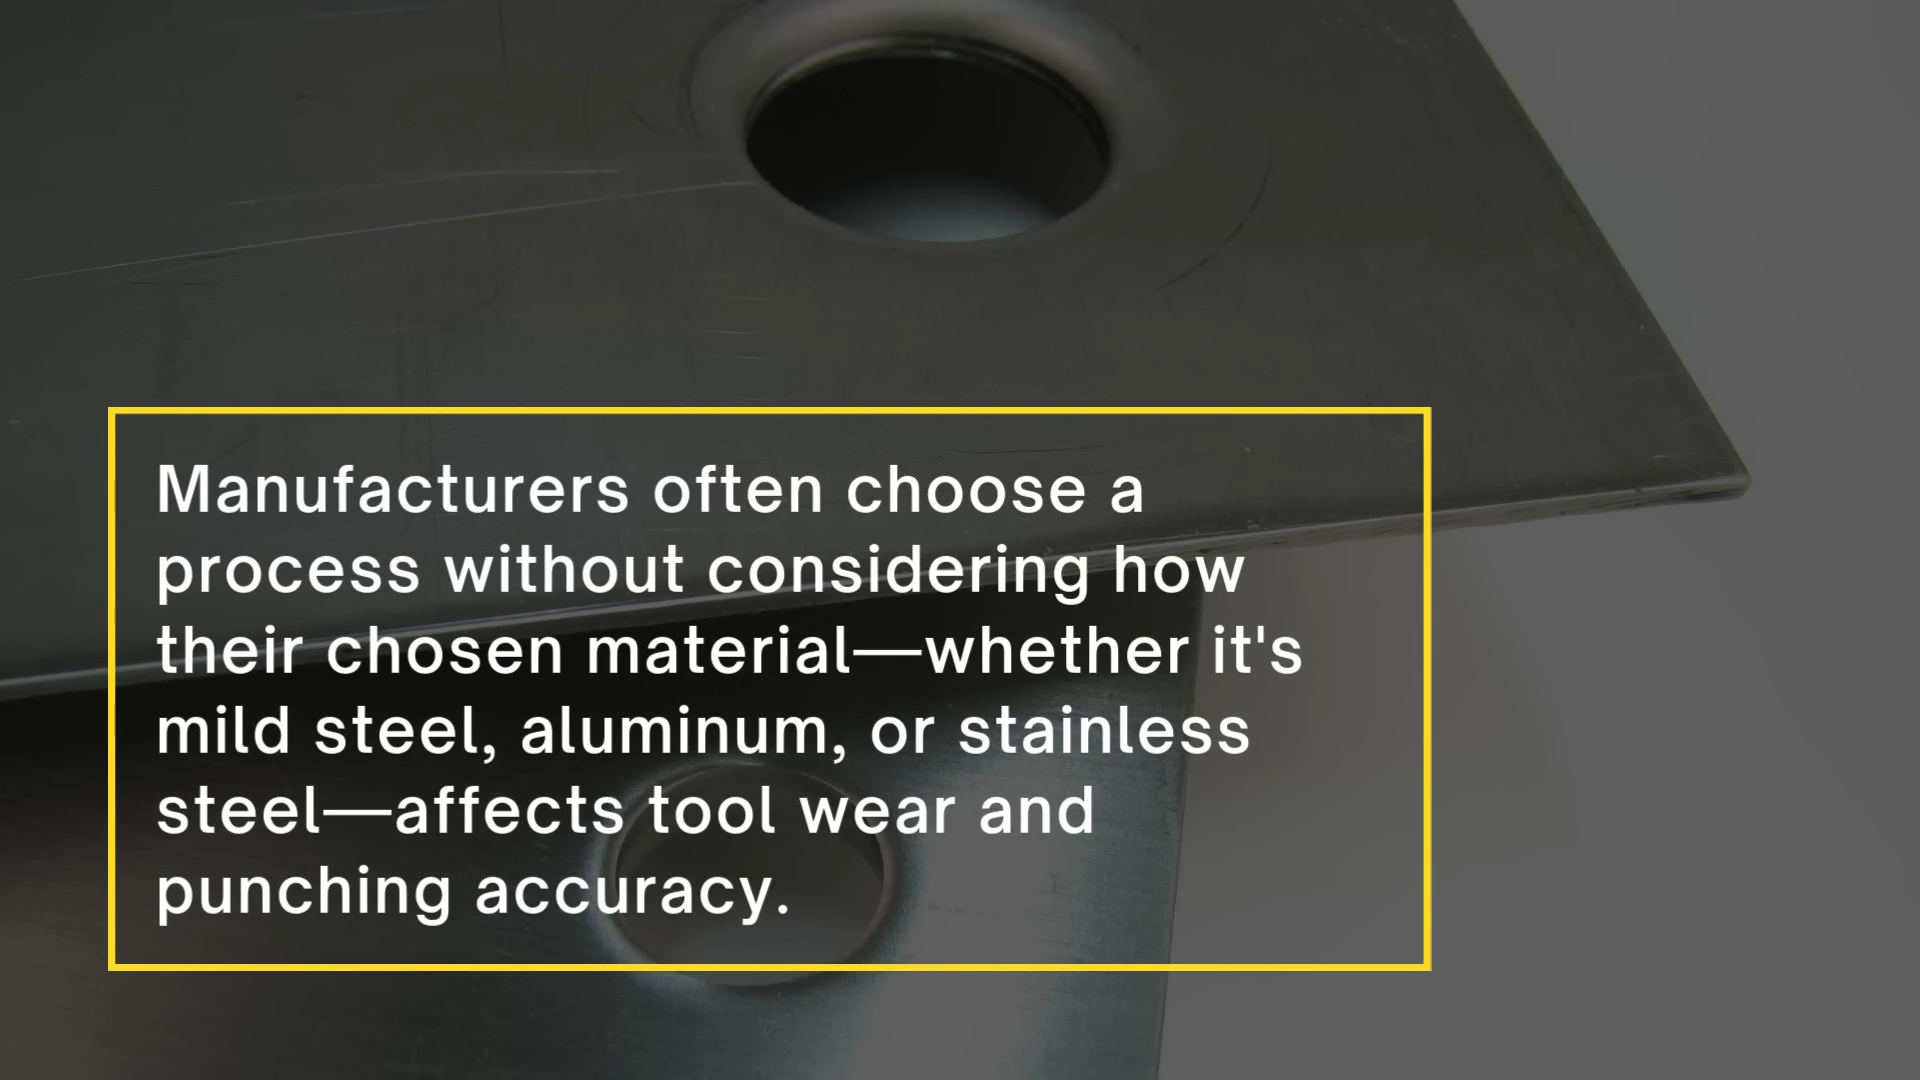 Manufacturers often choose a
process without considering how
their chosen material—whether it's
mild steel, aluminum, or stainless
steel—affects tool wear and
punching accuracy.